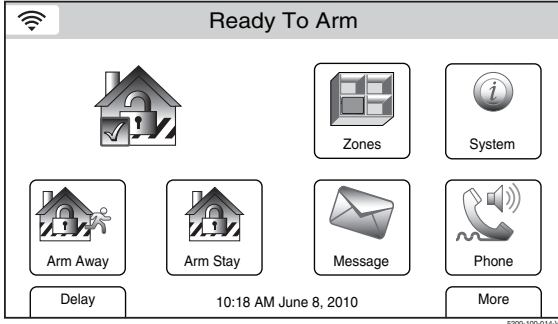 Ready To Arm
Zones
System
Arm Away
Arm Stay
Message
Phone
Delay
10:18 AM June 8, 2010
More